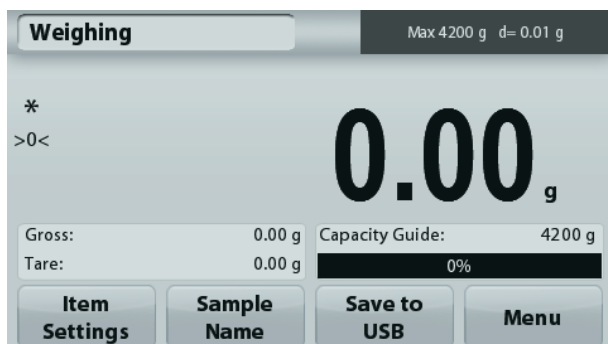 Weighing
Max 4200 g d= 0.01 g
*
>0<
0.00 g
Gross: 0.00 g
Tare: 0.00 g
Capacity Guide: 4200 g
0%
Item Settings
Sample Name
Save to USB
Menu